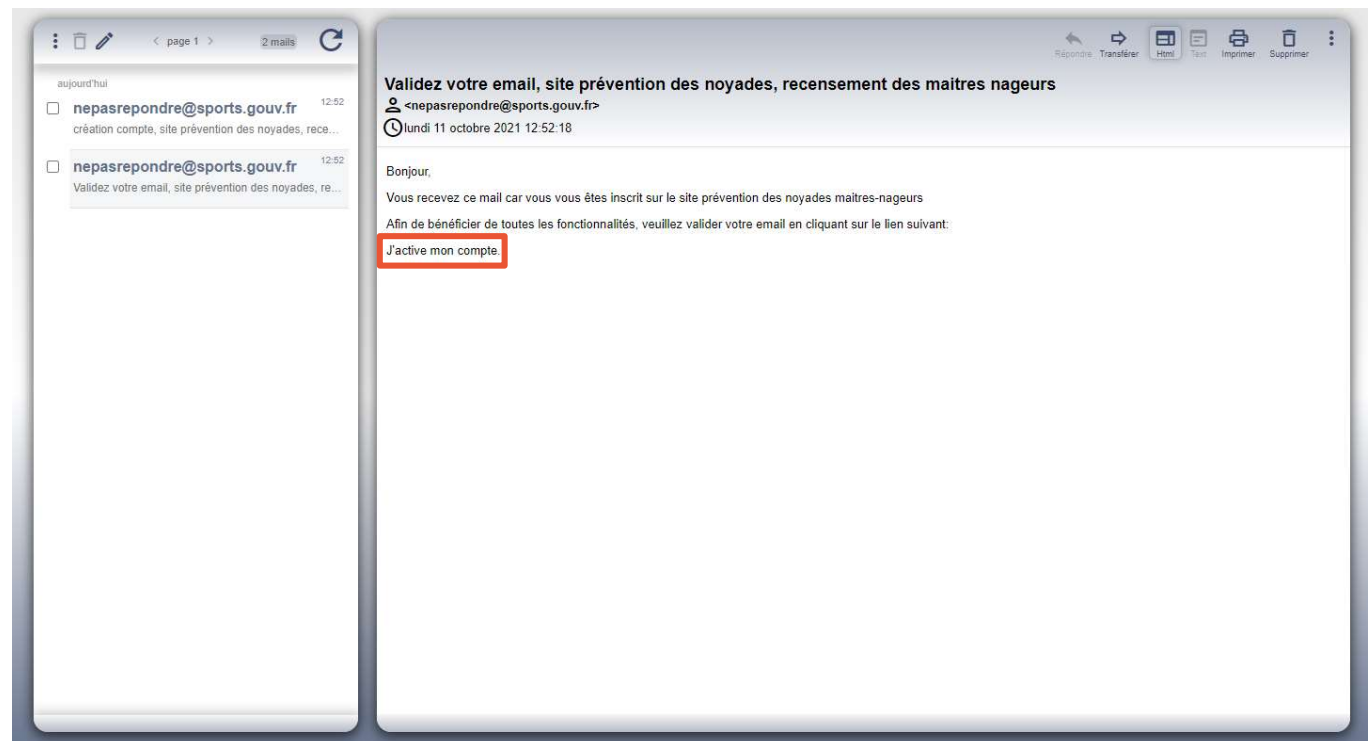 < page 1 >
2 mails
aujourd'hui
nepasrepondre@sports.gouv.fr 12:52
création compte, site prévention des noyades, rece...
nepasrepondre@sports.gouv.fr 12:52
Validez votre email, site prévention des noyades, re...
Répondre Transférer Html Text Imprimer Supprimer
Validez votre email, site prévention des noyades, recensement des maitres nageurs
<nepasrepondre@sports.gouv.fr>
lundi 11 octobre 2021 12:52:18
Bonjour,
Vous recevez ce mail car vous vous êtes inscrit sur le site prévention des noyades maitres-nageurs
Afin de bénéficier de toutes les fonctionnalités, veuillez valider votre email en cliquant sur le lien suivant:
J'active mon compte.